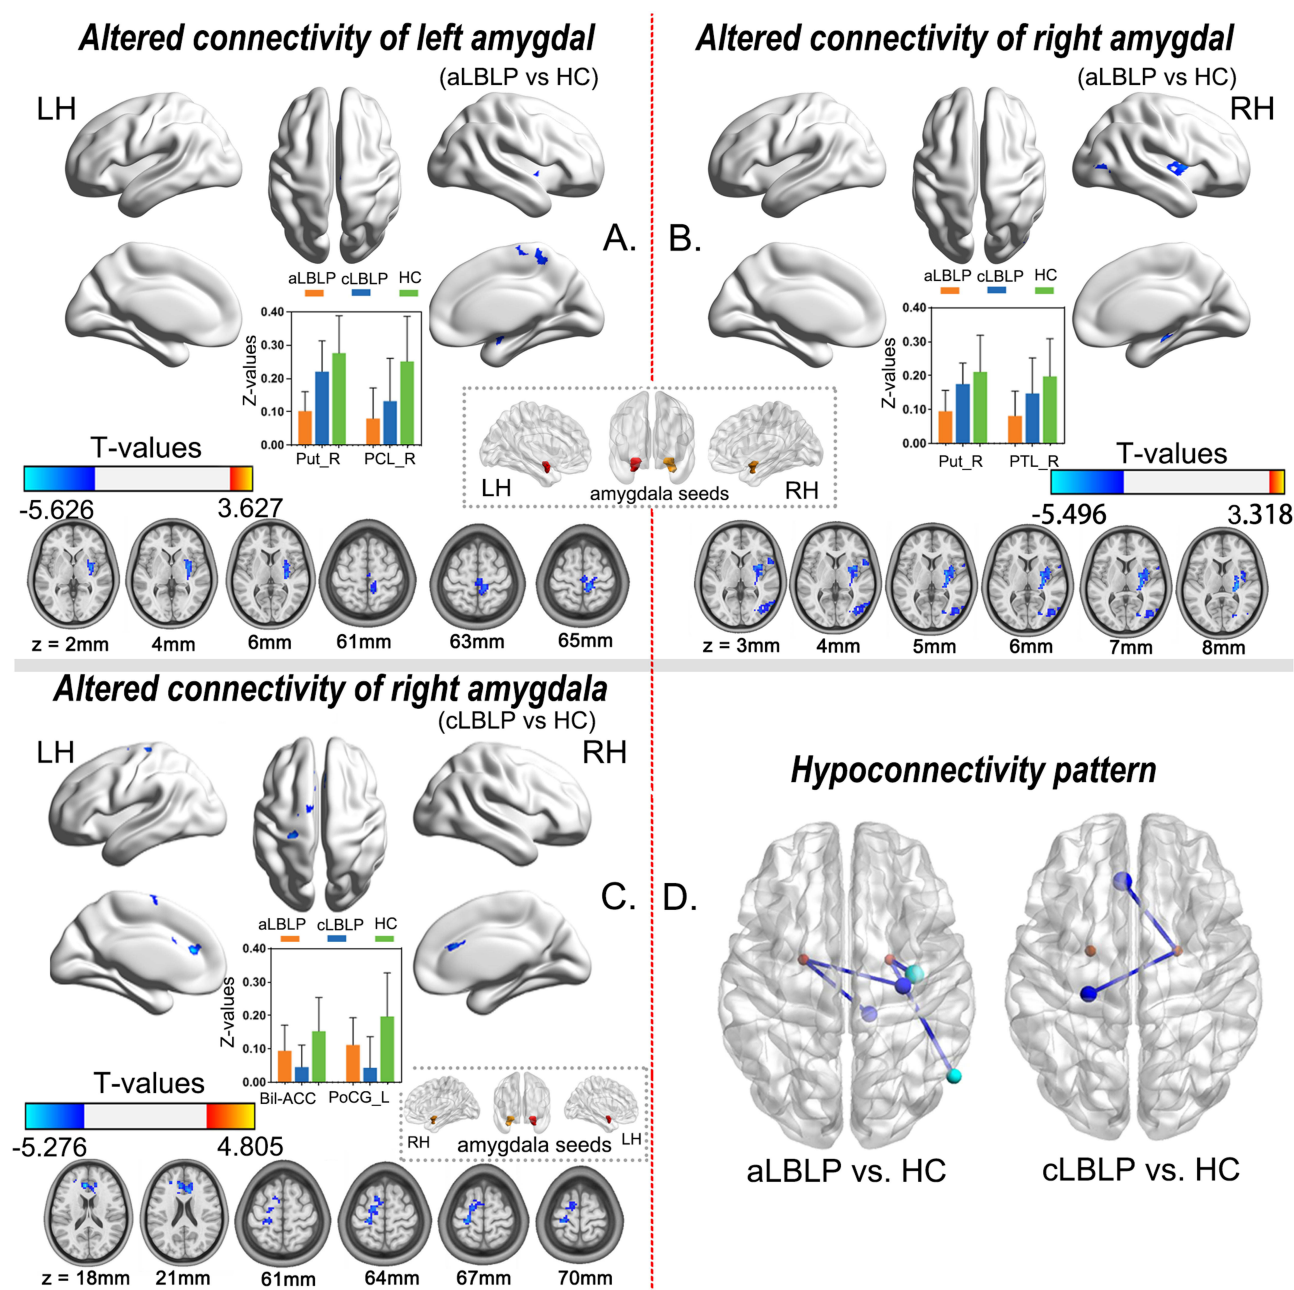 Altered connectivity of left amygdal
(aLBLP vs HC)
LH
A.
aLBLP cLBLP HC
0.40
0.30
0.20
0.10
0.00
Z-values
Put_R PCL_R
T-values
-5.626 3.627
z = 2mm 4mm 6mm 61mm 63mm 65mm
Altered connectivity of right amygdal
(aLBLP vs HC)
RH
B.
aLBLP cLBLP HC
0.40
0.30
0.20
0.10
0.00
Z-values
Put_R PTL_R
T-values
-5.496 3.318
z = 3mm 4mm 5mm 6mm 7mm 8mm
LH RH
amygdala seeds
Altered connectivity of right amygdala
(cLBLP vs HC)
LH RH
C.
aLBLP cLBLP HC
0.40
0.30
0.20
0.10
0.00
Z-values
Bil-ACC PoCG_L
T-values
-5.276 4.805
RH LH
amygdala seeds
z = 18mm 21mm 61mm 64mm 67mm 70mm
Hypoconnectivity pattern
D.
aLBLP vs. HC cLBLP vs. HC